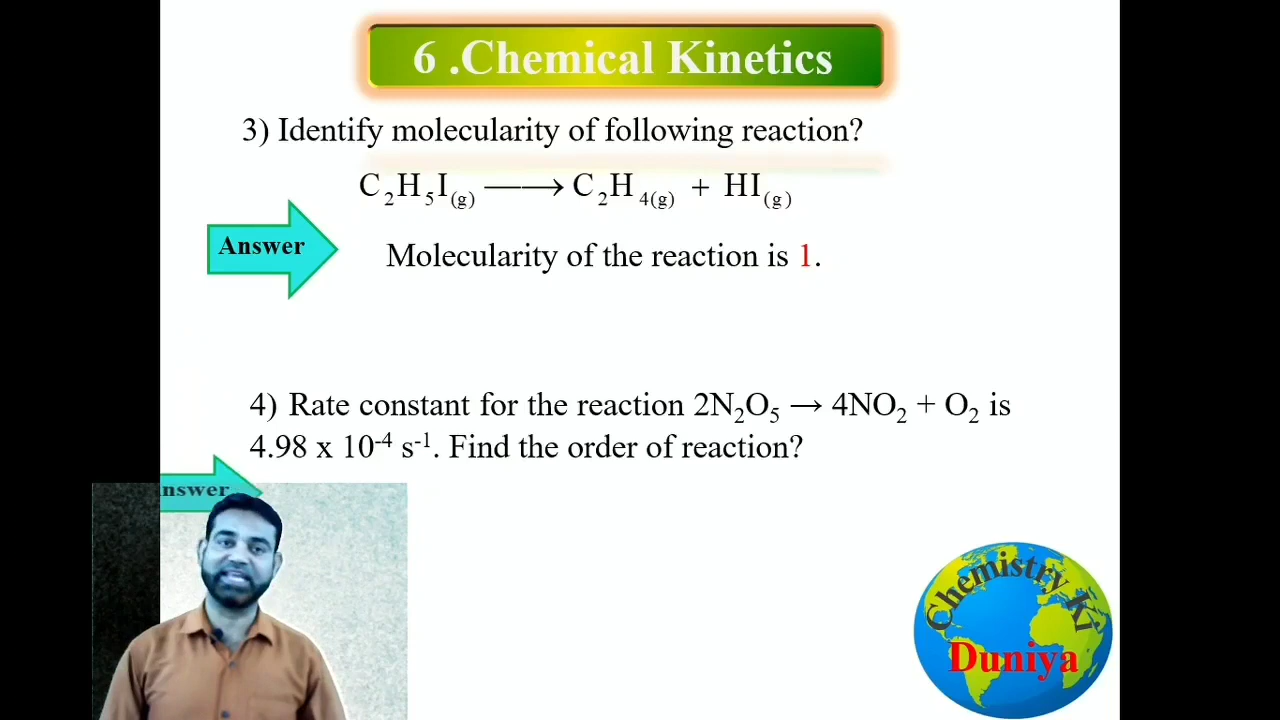 6 .Chemical Kinetics
3) Identify molecularity of following reaction?
C₂H₅I(g) ⟶ C₂H₄(g) + HI(g)
Answer
Molecularity of the reaction is 1.
4) Rate constant for the reaction 2N₂O₅ → 4NO₂ + O₂ is
4.98 x 10⁻⁴ s⁻¹. Find the order of reaction?
nswer
Chemistry Ki
Duniya